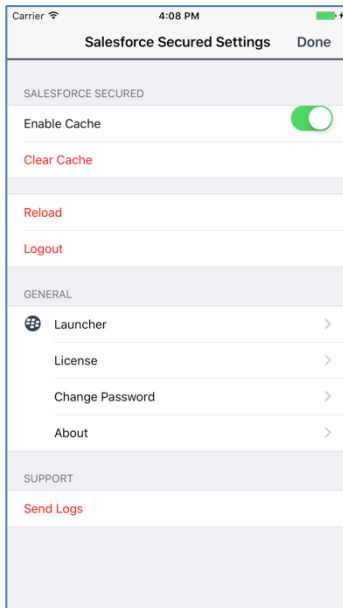 Carrier 4:08 PM
Salesforce Secured Settings Done
SALESFORCE SECURED
Enable Cache
Clear Cache
Reload
Logout
GENERAL
Launcher
License
Change Password
About
SUPPORT
Send Logs